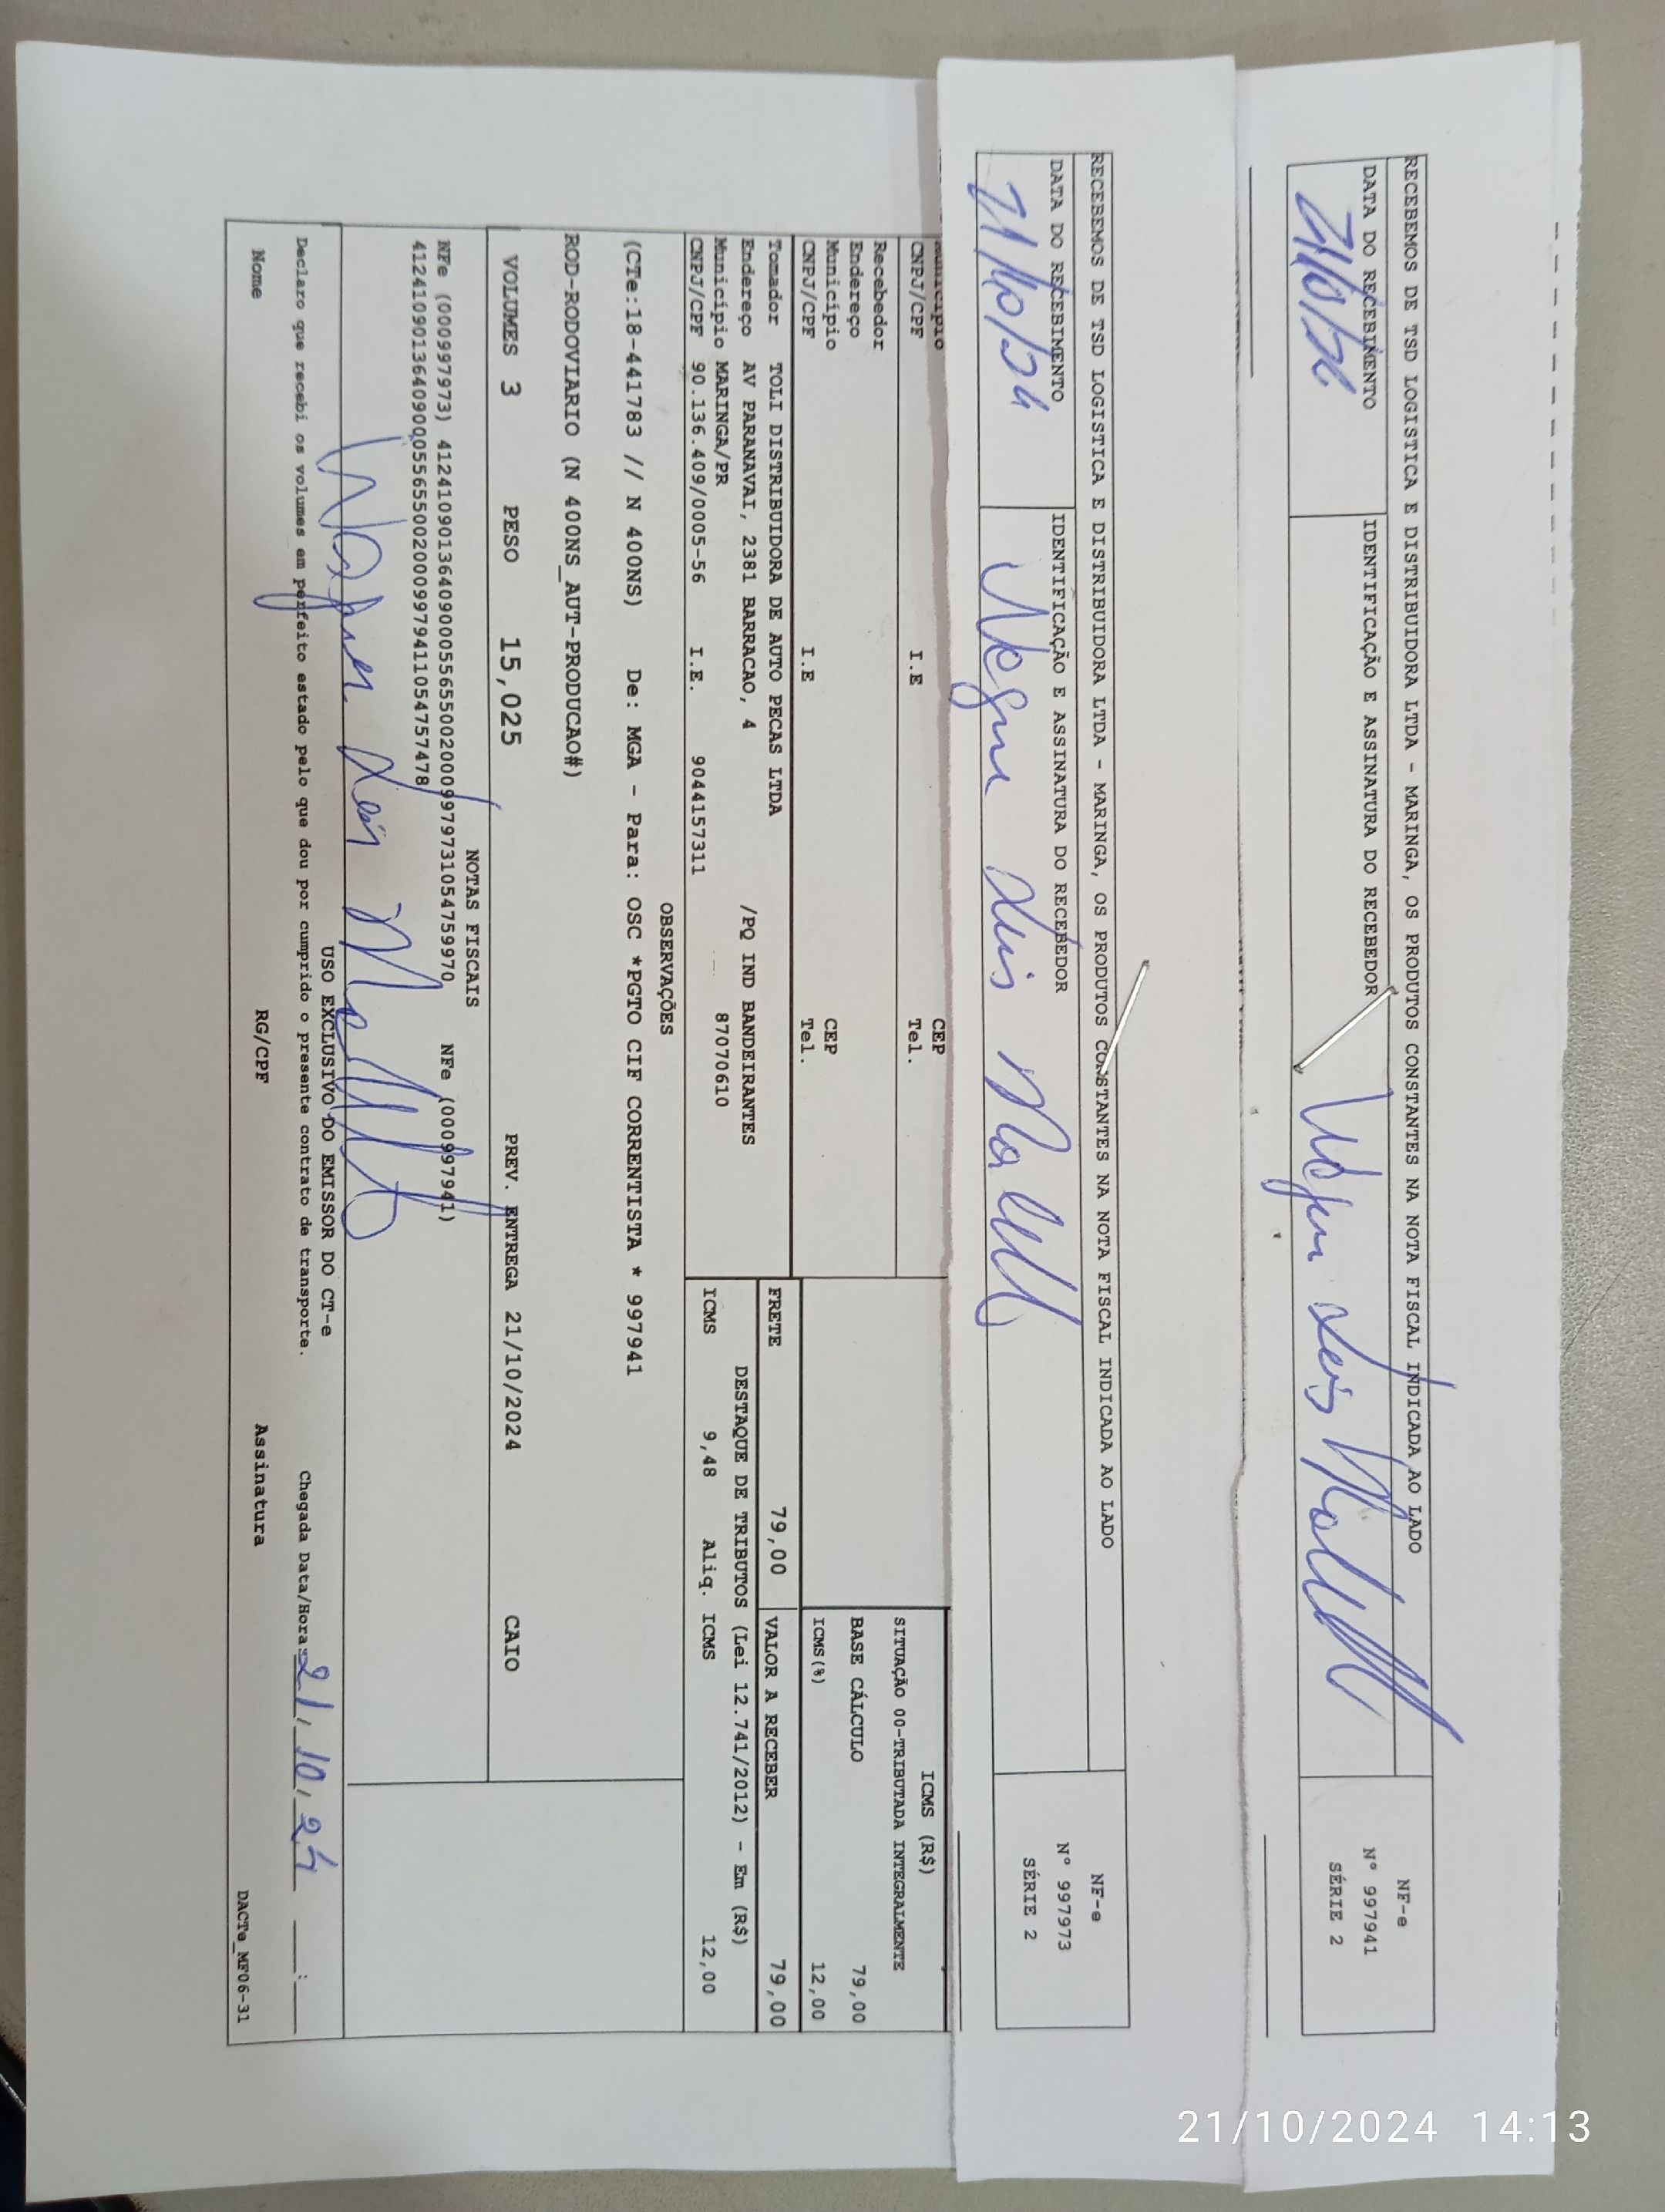 RECEBEMOS DE TSD LOGISTICA E DISTRIBUIDORA LTDA - MARINGA, OS PRODUTOS CONSTANTES NA NOTA FISCAL INDICADA AO LADO
DATA DO RECEBIMENTO
IDENTIFICAÇÃO E ASSINATURA DO RECEBEDOR
NF-e
Nº 997941
SÉRIE 2
RECEBEMOS DE TSD LOGISTICA E DISTRIBUIDORA LTDA - MARINGA, OS PRODUTOS CONSTANTES NA NOTA FISCAL INDICADA AO LADO
DATA DO RECEBIMENTO
IDENTIFICAÇÃO E ASSINATURA DO RECEBEDOR
21/10/24
NF-e
Nº 997973
SÉRIE 2
Município CEP ICMS (R$)
CNPJ/CPF I.E Tel.
SITUAÇÃO 00-TRIBUTADA INTEGRALMENTE
Recebedor
Endereço BASE CÁLCULO 79,00
Município CEP ICMS(%) 12,00
CNPJ/CPF I.E Tel.
Tomador TOLI DISTRIBUIDORA DE AUTO PECAS LTDA FRETE 79,00 VALOR A RECEBER 79,00
Endereço AV PARANAVAI, 2381 BARRACAO, 4 /PQ IND BANDEIRANTES DESTAQUE DE TRIBUTOS (Lei 12.741/2012) - Em (R$)
Município MARINGA/PR 87070610
CNPJ/CPF 90.136.409/0005-56 I.E. 9044157311 ICMS 9,48 Aliq. ICMS 12,00
OBSERVAÇÕES
(CTe:18-441783 // N 400NS) De: MGA - Para: OSC *PGTO CIF CORRENTISTA * 997941
ROD-RODOVIARIO (N 400NS_AUT-PRODUCAO#)
VOLUMES 3 PESO 15,025 PREV. ENTREGA 21/10/2024 CAIO
NOTAS FISCAIS
NFe (000997973) 41241090136409000556550020009979731054759970 NFe (000997941)
41241090136409000556550020009979411054757478
USO EXCLUSIVO DO EMISSOR DO CT-e
Declaro que recebi os volumes em perfeito estado pelo que dou por cumprido o presente contrato de transporte. Chegada Data/Hora: 21/10/24 __:__
Nome RG/CPF Assinatura
DACTe_MF06-31
21/10/2024 14:13